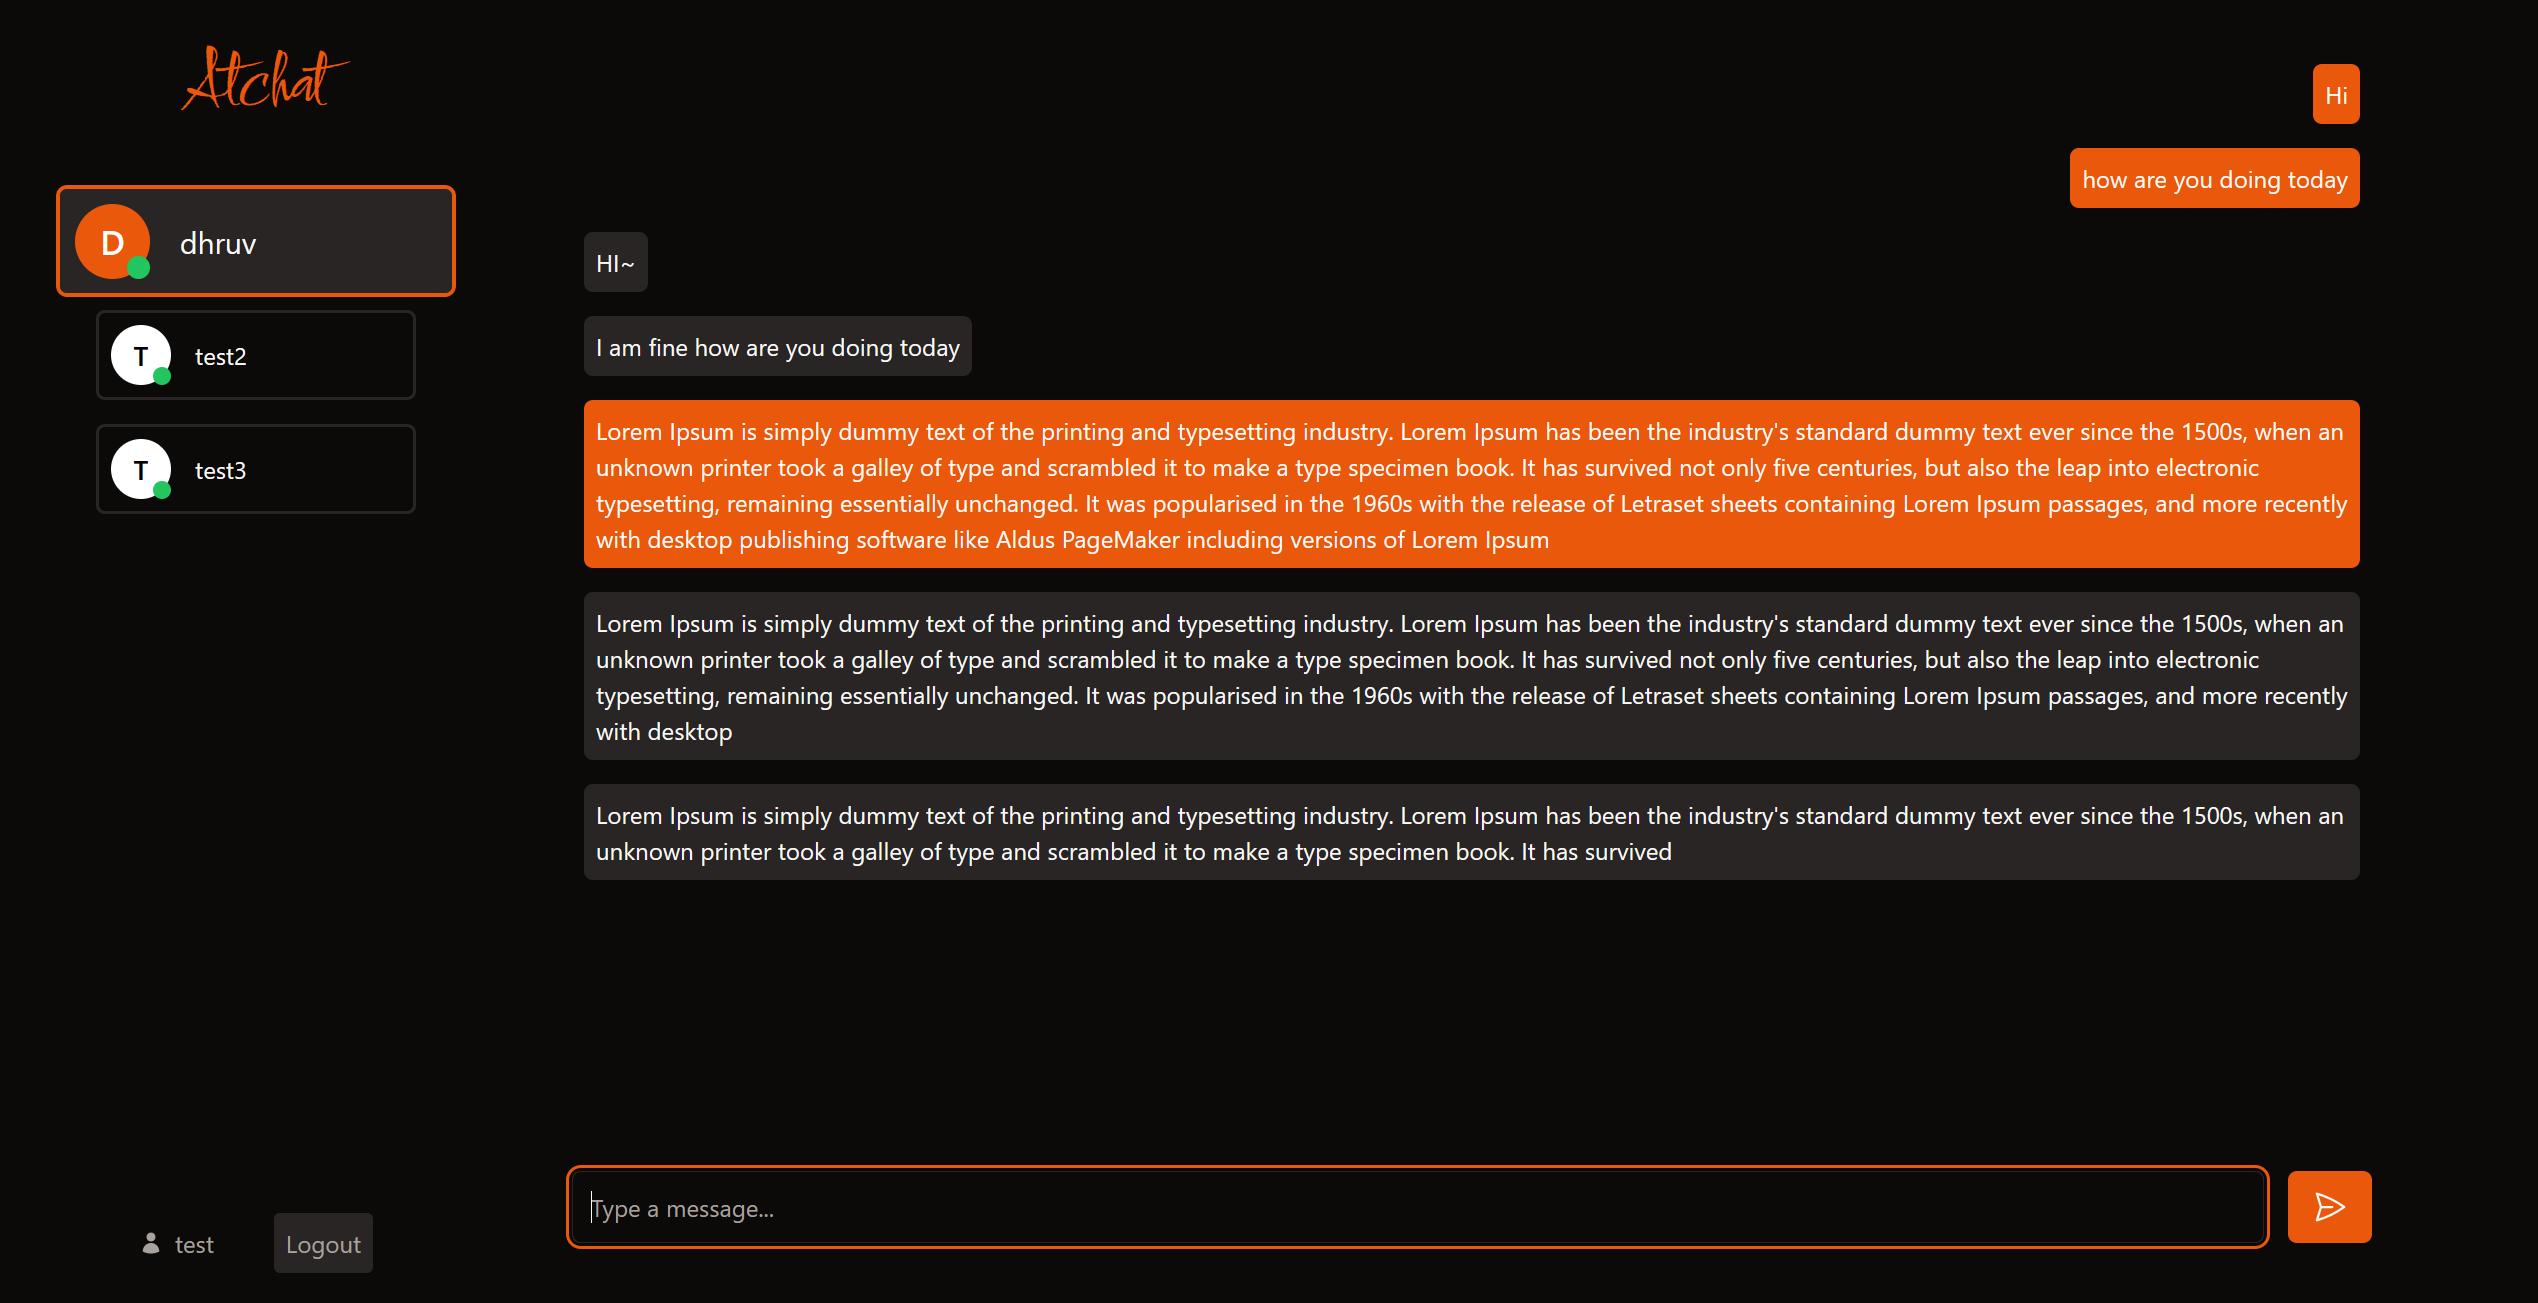 Atchat
D dhruv
T test2
T test3
test Logout
Hi
how are you doing today
HI~
I am fine how are you doing today
Lorem Ipsum is simply dummy text of the printing and typesetting industry. Lorem Ipsum has been the industry's standard dummy text ever since the 1500s, when an
unknown printer took a galley of type and scrambled it to make a type specimen book. It has survived not only five centuries, but also the leap into electronic
typesetting, remaining essentially unchanged. It was popularised in the 1960s with the release of Letraset sheets containing Lorem Ipsum passages, and more recently
with desktop publishing software like Aldus PageMaker including versions of Lorem Ipsum
Lorem Ipsum is simply dummy text of the printing and typesetting industry. Lorem Ipsum has been the industry's standard dummy text ever since the 1500s, when an
unknown printer took a galley of type and scrambled it to make a type specimen book. It has survived not only five centuries, but also the leap into electronic
typesetting, remaining essentially unchanged. It was popularised in the 1960s with the release of Letraset sheets containing Lorem Ipsum passages, and more recently
with desktop
Lorem Ipsum is simply dummy text of the printing and typesetting industry. Lorem Ipsum has been the industry's standard dummy text ever since the 1500s, when an
unknown printer took a galley of type and scrambled it to make a type specimen book. It has survived
Type a message...